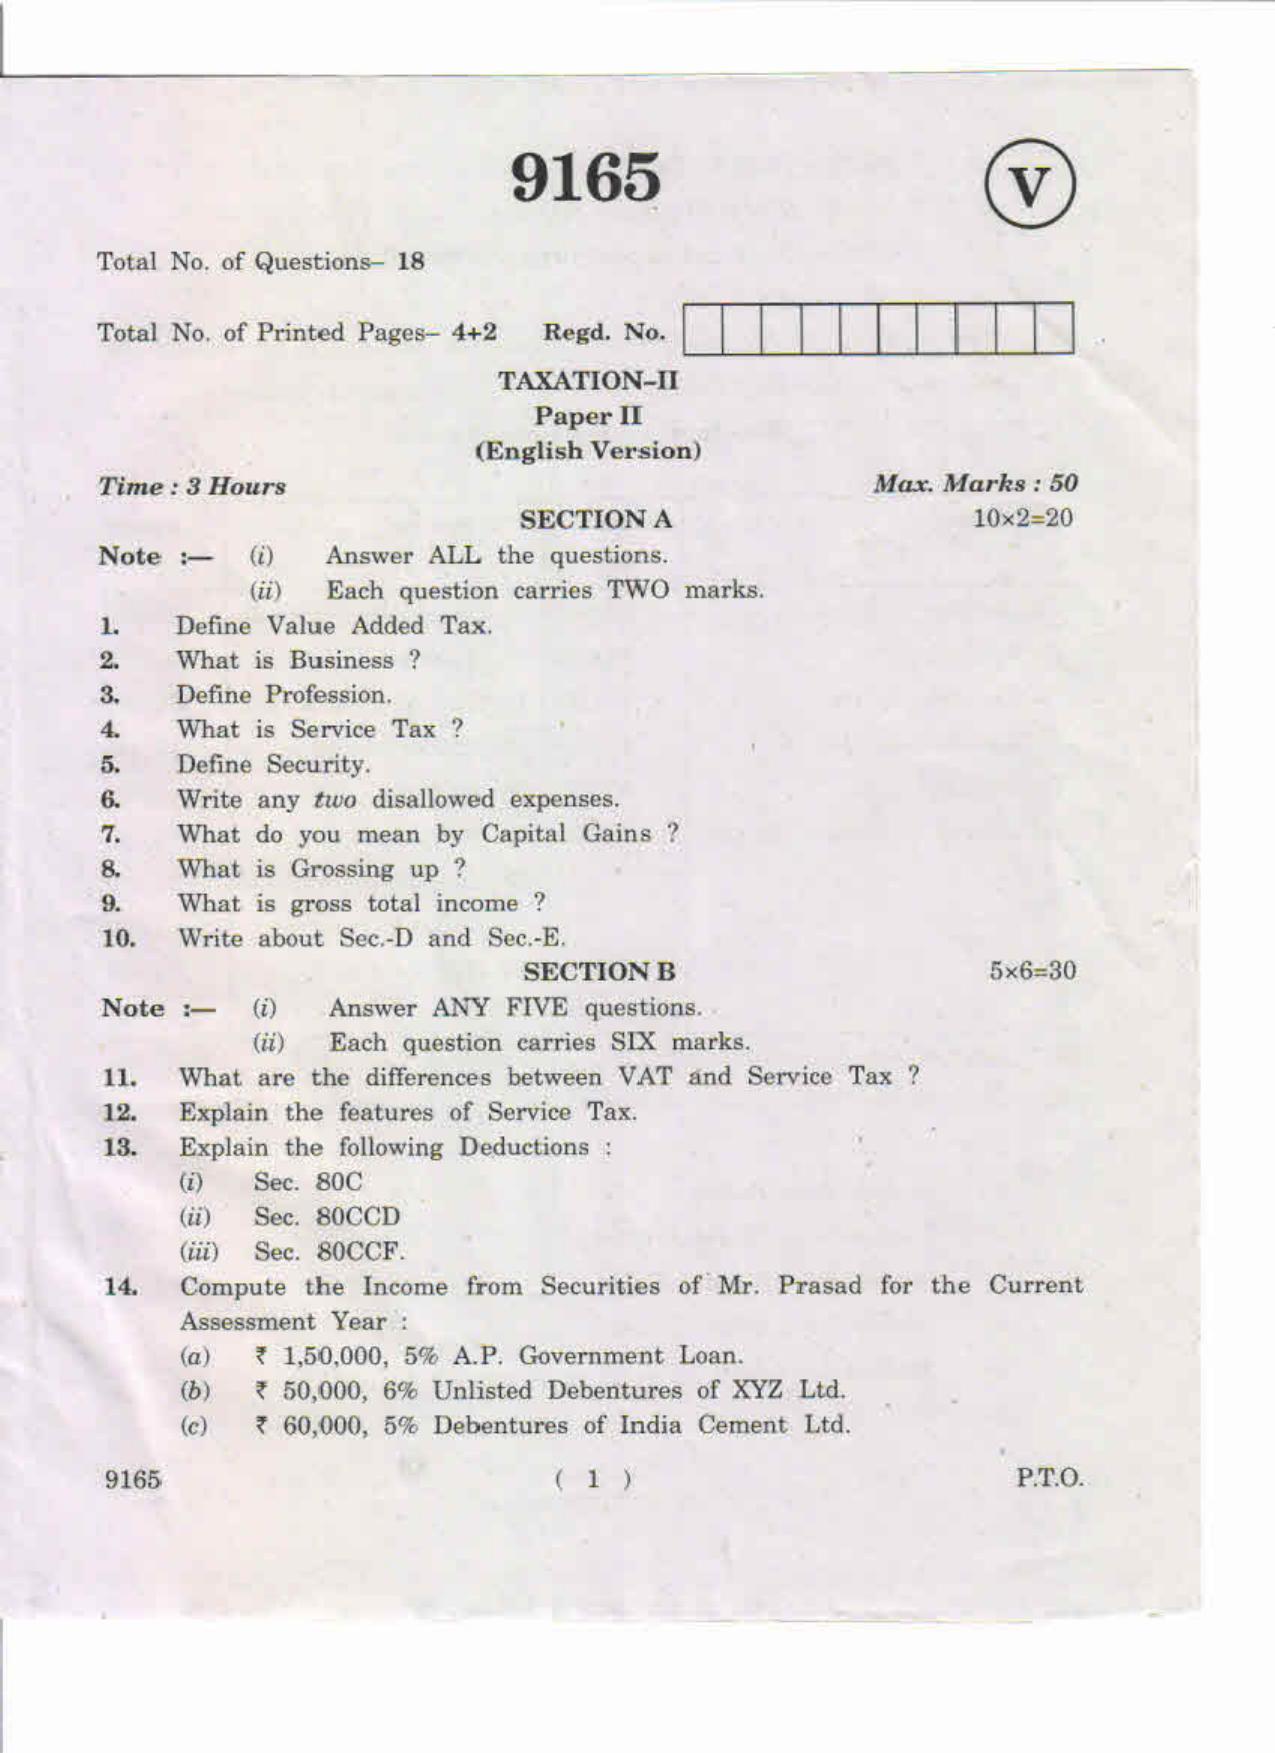 9165
V
Total No. of Questions– 18
Total No. of Printed Pages– 4+2 Regd. No.
TAXATION–II
Paper II
(English Version)
Time : 3 Hours Max. Marks : 50
SECTION A 10×2=20
Note :— (i) Answer ALL the questions.
(ii) Each question carries TWO marks.
1. Define Value Added Tax.
2. What is Business ?
3. Define Profession.
4. What is Service Tax ?
5. Define Security.
6. Write any two disallowed expenses.
7. What do you mean by Capital Gains ?
8. What is Grossing up ?
9. What is gross total income ?
10. Write about Sec.-D and Sec.-E.
SECTION B 5×6=30
Note :— (i) Answer ANY FIVE questions.
(ii) Each question carries SIX marks.
11. What are the differences between VAT and Service Tax ?
12. Explain the features of Service Tax.
13. Explain the following Deductions :
(i) Sec. 80C
(ii) Sec. 80CCD
(iii) Sec. 80CCF.
14. Compute the Income from Securities of Mr. Prasad for the Current
Assessment Year :
(a) ₹ 1,50,000, 5% A.P. Government Loan.
(b) ₹ 50,000, 6% Unlisted Debentures of XYZ Ltd.
(c) ₹ 60,000, 5% Debentures of India Cement Ltd.
9165 ( 1 ) P.T.O.